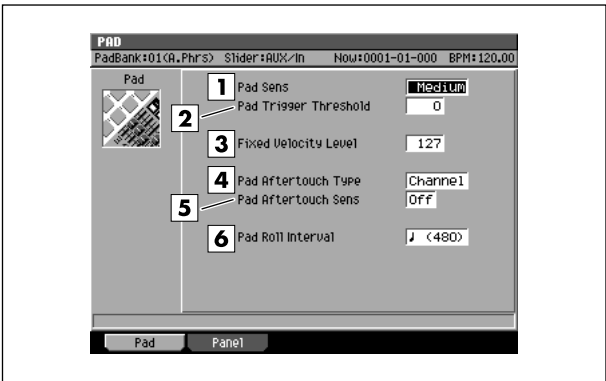 PAD
PadBank:01(A.Phrs) Slider:AUX/In Now:0001-01-000 BPM:120.00
Pad
1 Pad Sens Medium
2 Pad Trigger Threshold 0
3 Fixed Velocity Level 127
4 Pad Aftertouch Type Channel
5 Pad Aftertouch Sens Off
6 Pad Roll Interval ♩ (480)
Pad Panel